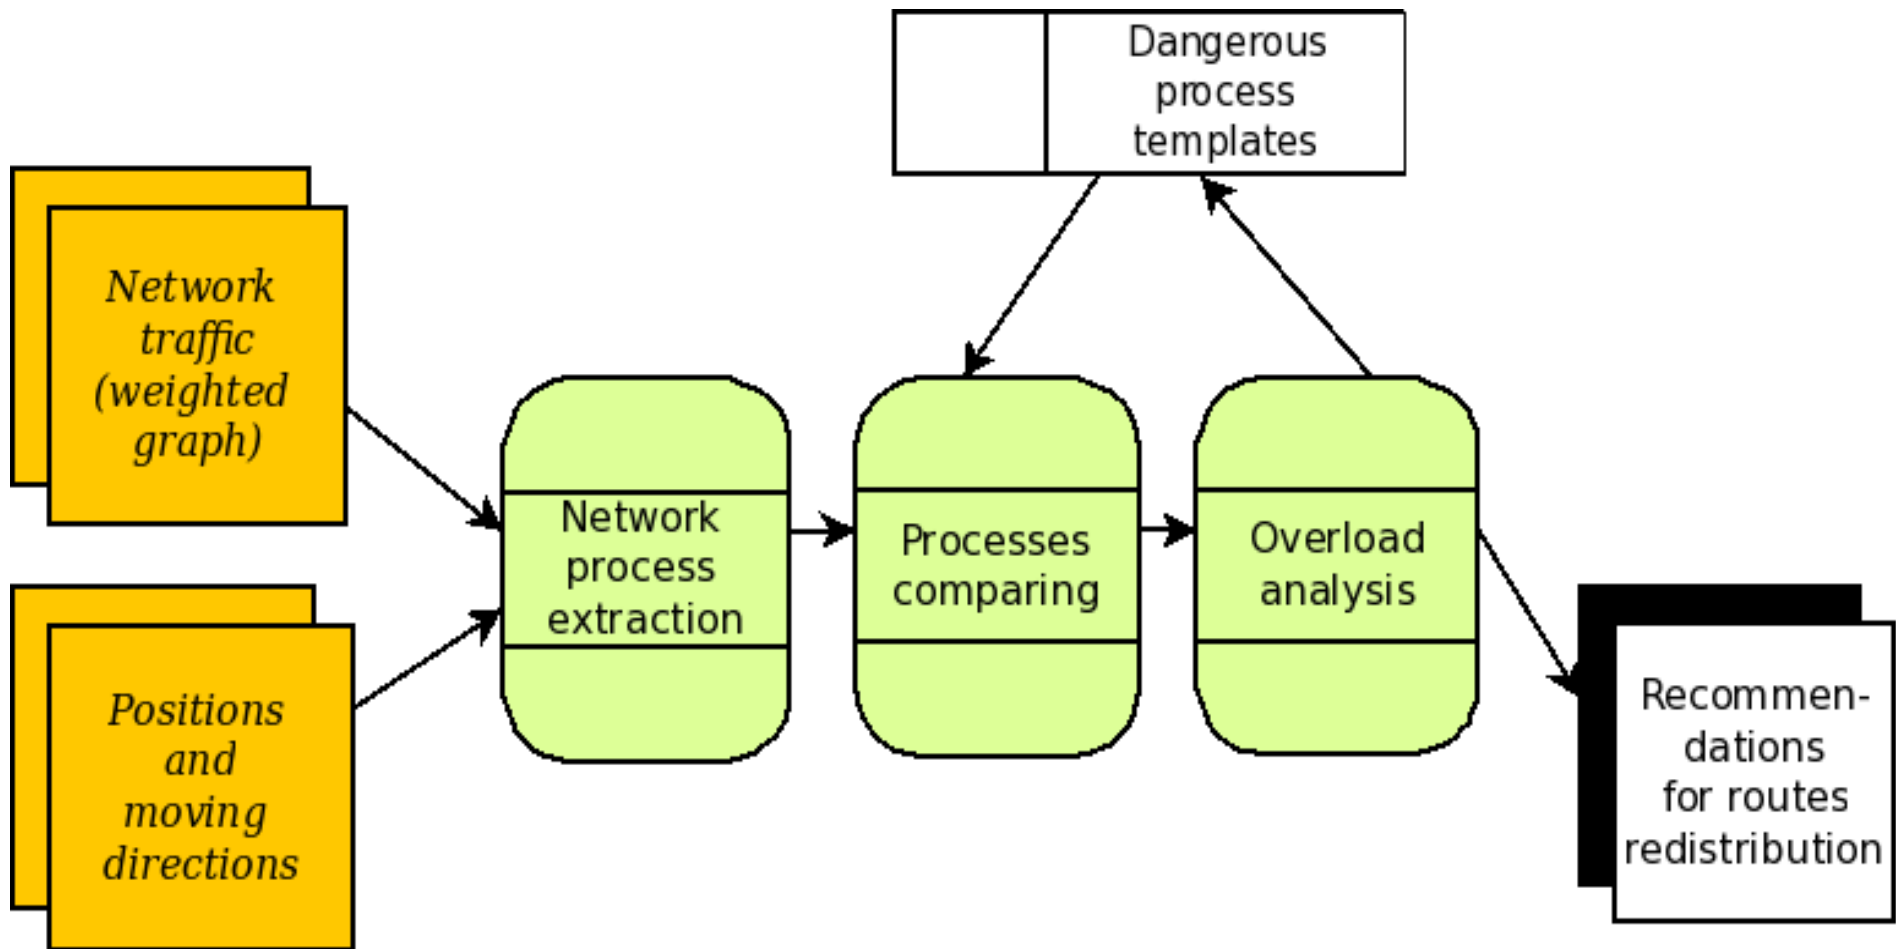 Dangerous
process
templates
Network
traffic
(weighted
graph)
Positions
and
moving
directions
Network
process
extraction
Processes
comparing
Overload
analysis
Recommen-
dations
for routes
redistribution